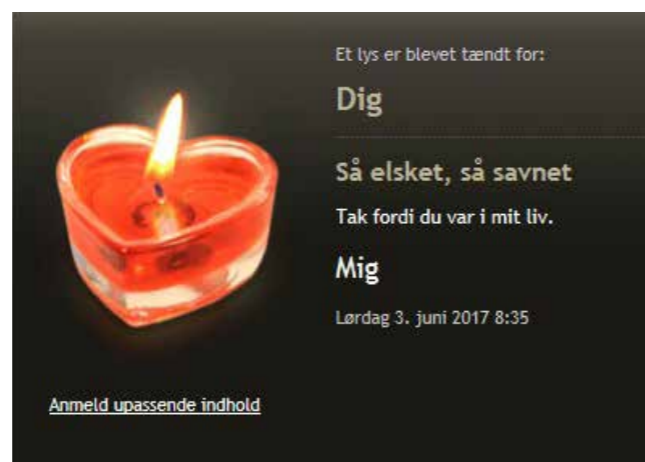 Et lys er blevet tændt for:
Dig
Så elsket, så savnet
Tak fordi du var i mit liv.
Mig
Lørdag 3. juni 2017 8:35
Anmeld upassende indhold